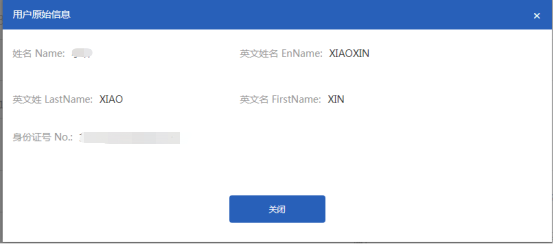 用户原始信息 ×
姓名 Name: 英文姓名 EnName: XIAOXIN
英文姓 LastName: XIAO 英文名 FirstName: XIN
身份证号 No.:
关闭